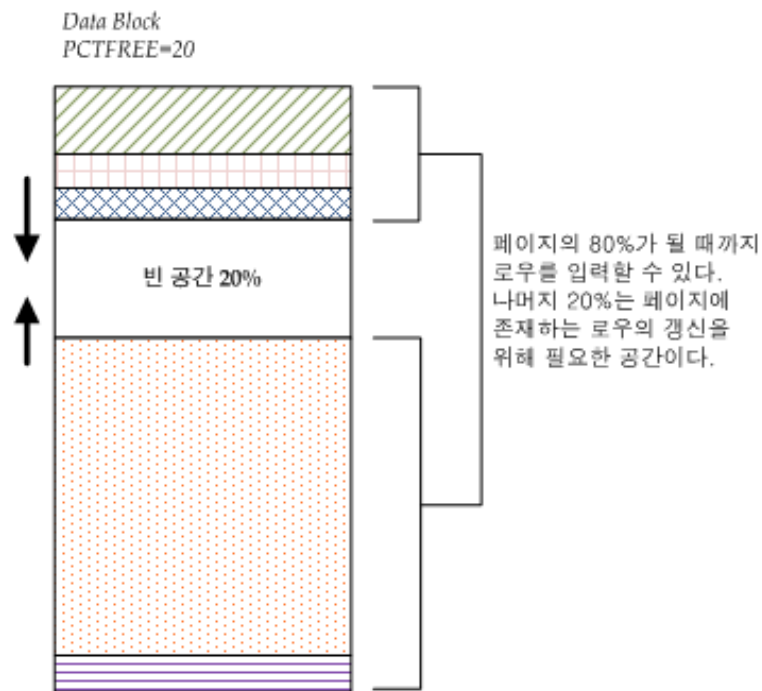 Data Block
PCTFREE=20
빈 공간 20%
페이지의 80%가 될 때까지
로우를 입력할 수 있다.
나머지 20%는 페이지에
존재하는 로우의 갱신을
위해 필요한 공간이다.